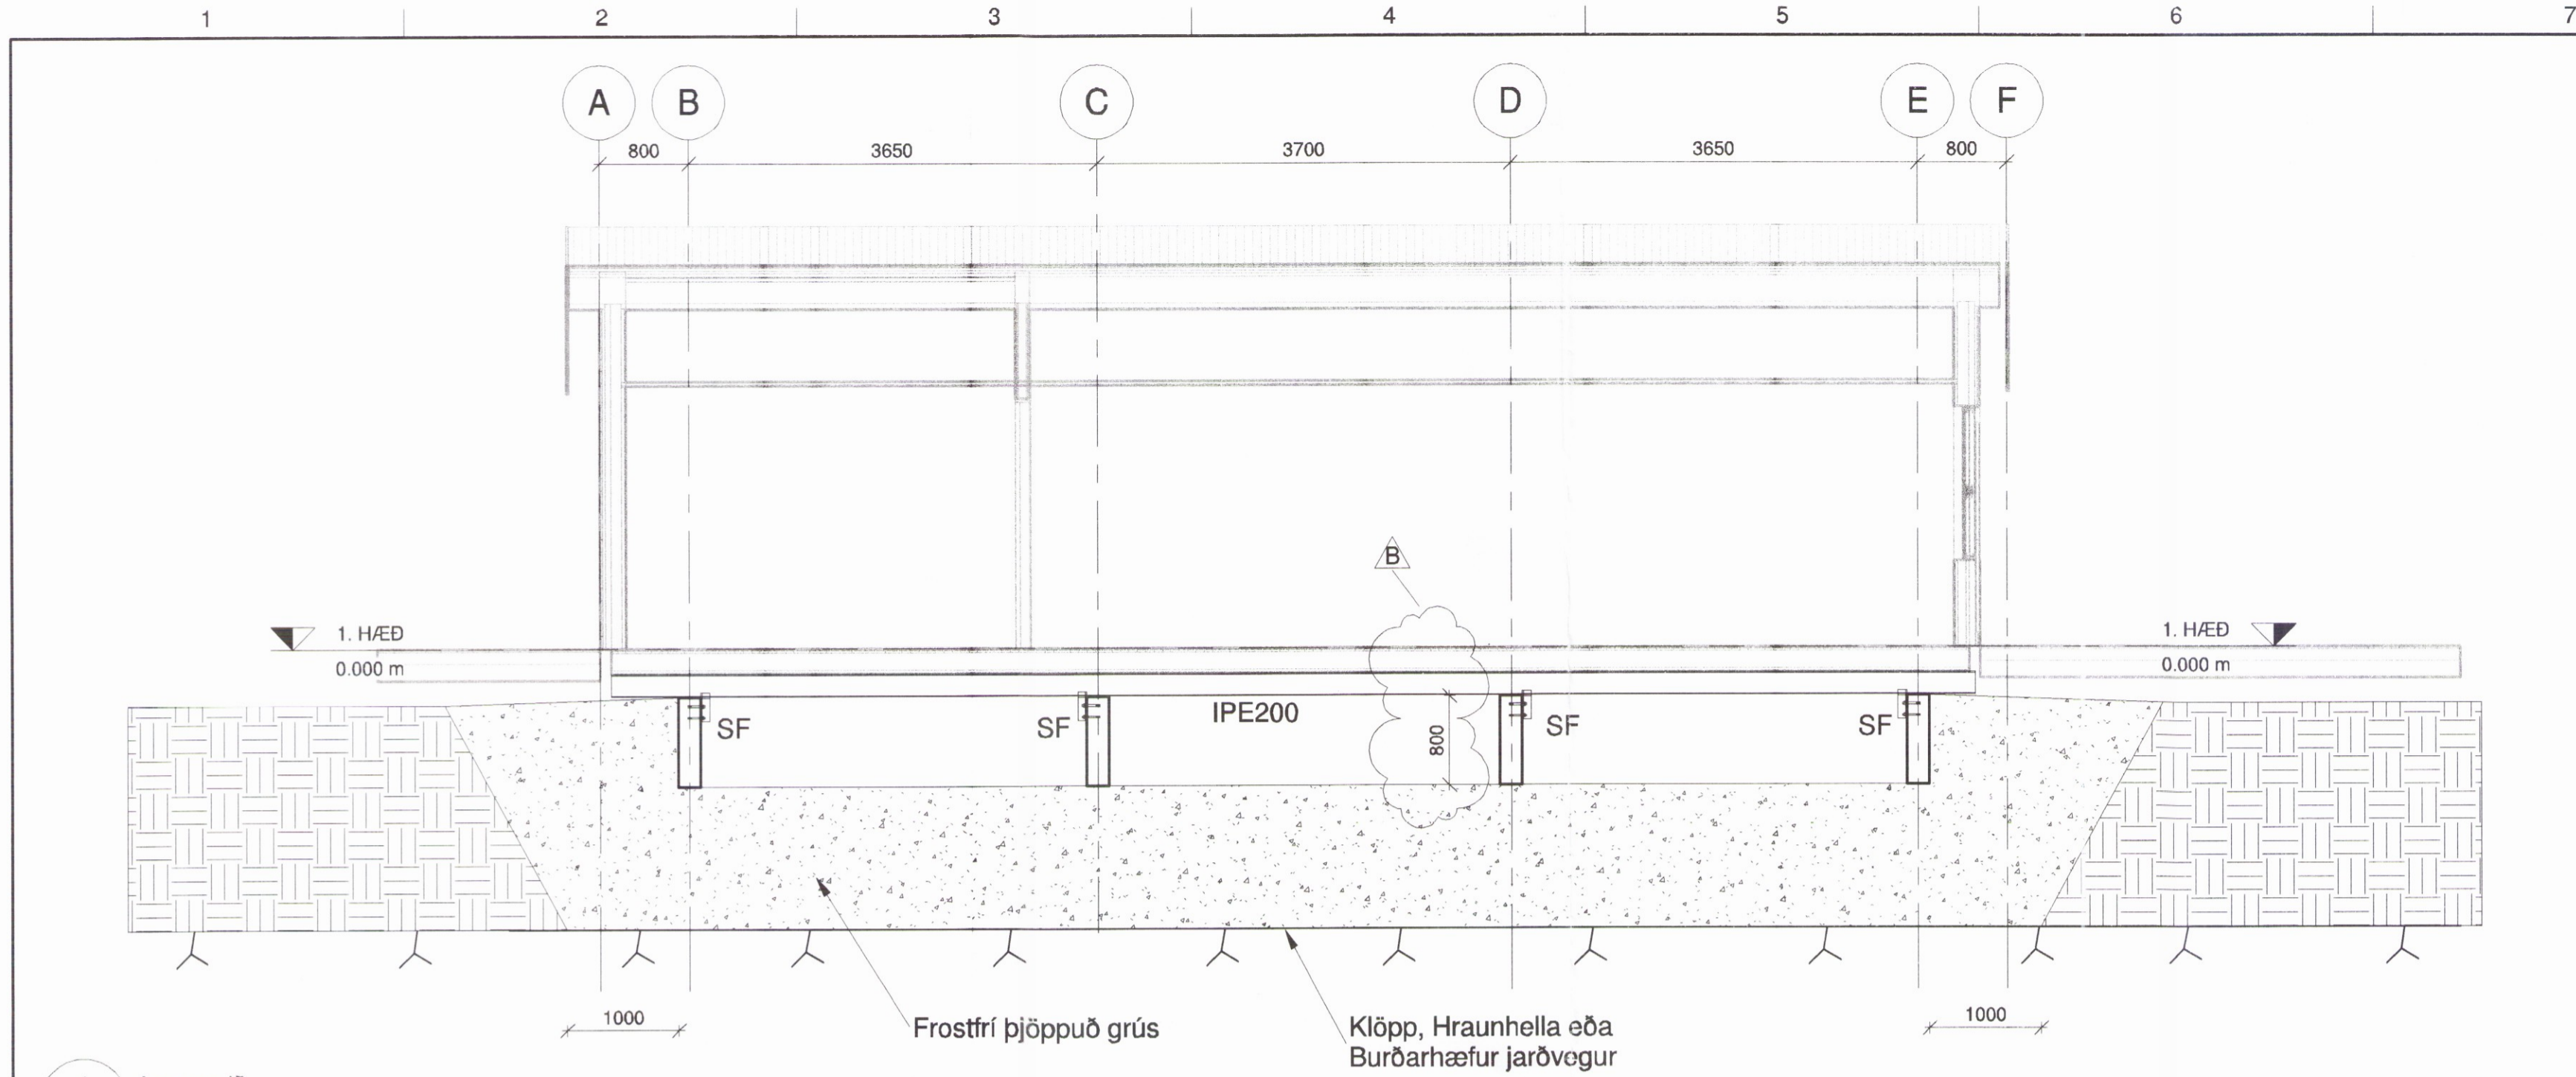 1 2 3 4 5 6 7
A B C D E F
800 3650 3700 3650 800
B
1. HÆÐ
0.000 m
1. HÆÐ
0.000 m
SF SF IPE200 800 SF SF
1000
1000
Frostfrí þjöppuð grús
Klöpp, Hraunhella eða
Burðarhæfur jarðvegur